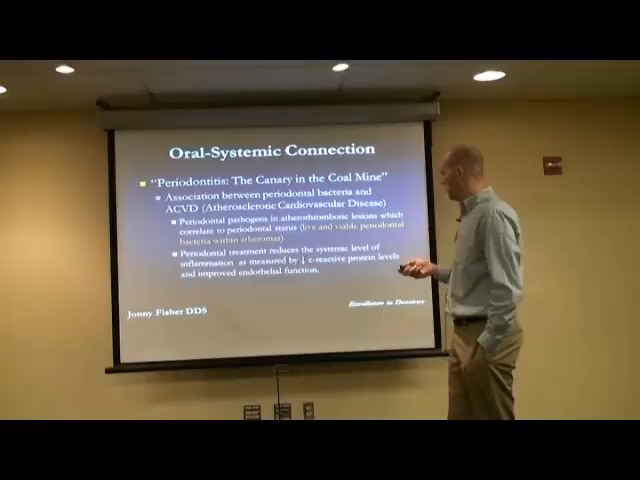 Oral-Systemic Connection
"Periodontitis: The Canary in the Coal Mine"
Association between periodontal bacteria and
ACVD (Atherosclerotic Cardiovascular Disease)
Periodontal pathogens in atherothrombotic lesions which
correlate to periodontal status (live and viable periodontal
bacteria within atheromas)
Periodontal treatment reduces the systemic level of
inflammation as measured by ↓ c-reactive protein levels
and improved endothelial function.
Excellence in Dentistry
Jonny Fisher DDS